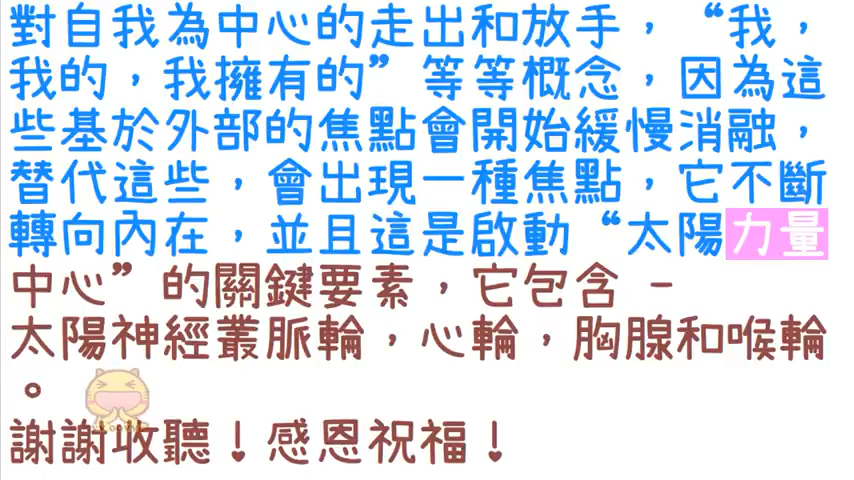 對自我為中心的走出和放手，“我，
我的，我擁有的”等等概念，因為這
些基於外部的焦點會開始緩慢消融，
替代這些，會出現一種焦點，它不斷
轉向內在，並且這是啟動“太陽力量
中心”的關鍵要素，它包含 -
太陽神經叢脈輪，心輪，胸腺和喉輪
。
謝謝收聽！感恩祝福！